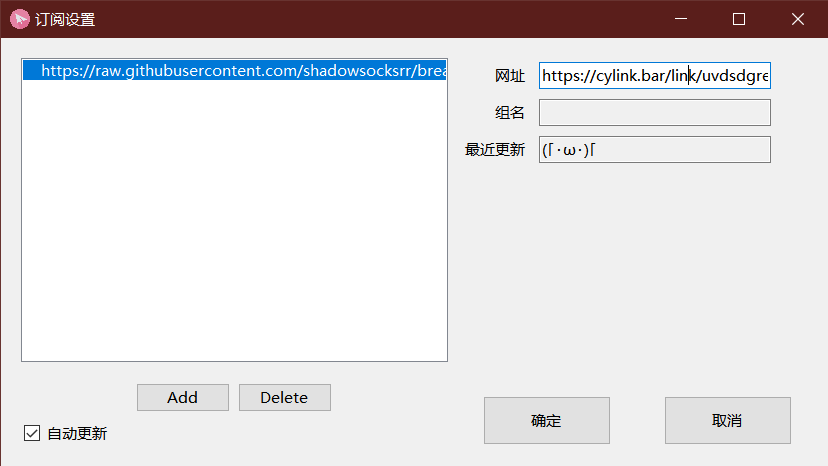 订阅设置
https://raw.githubusercontent.com/shadowsocksrr/brea
网址
https://cylink.bar/link/uvdsdgre
组名
最近更新
(⌈･ω･)⌈
Add
Delete
自动更新
确定
取消